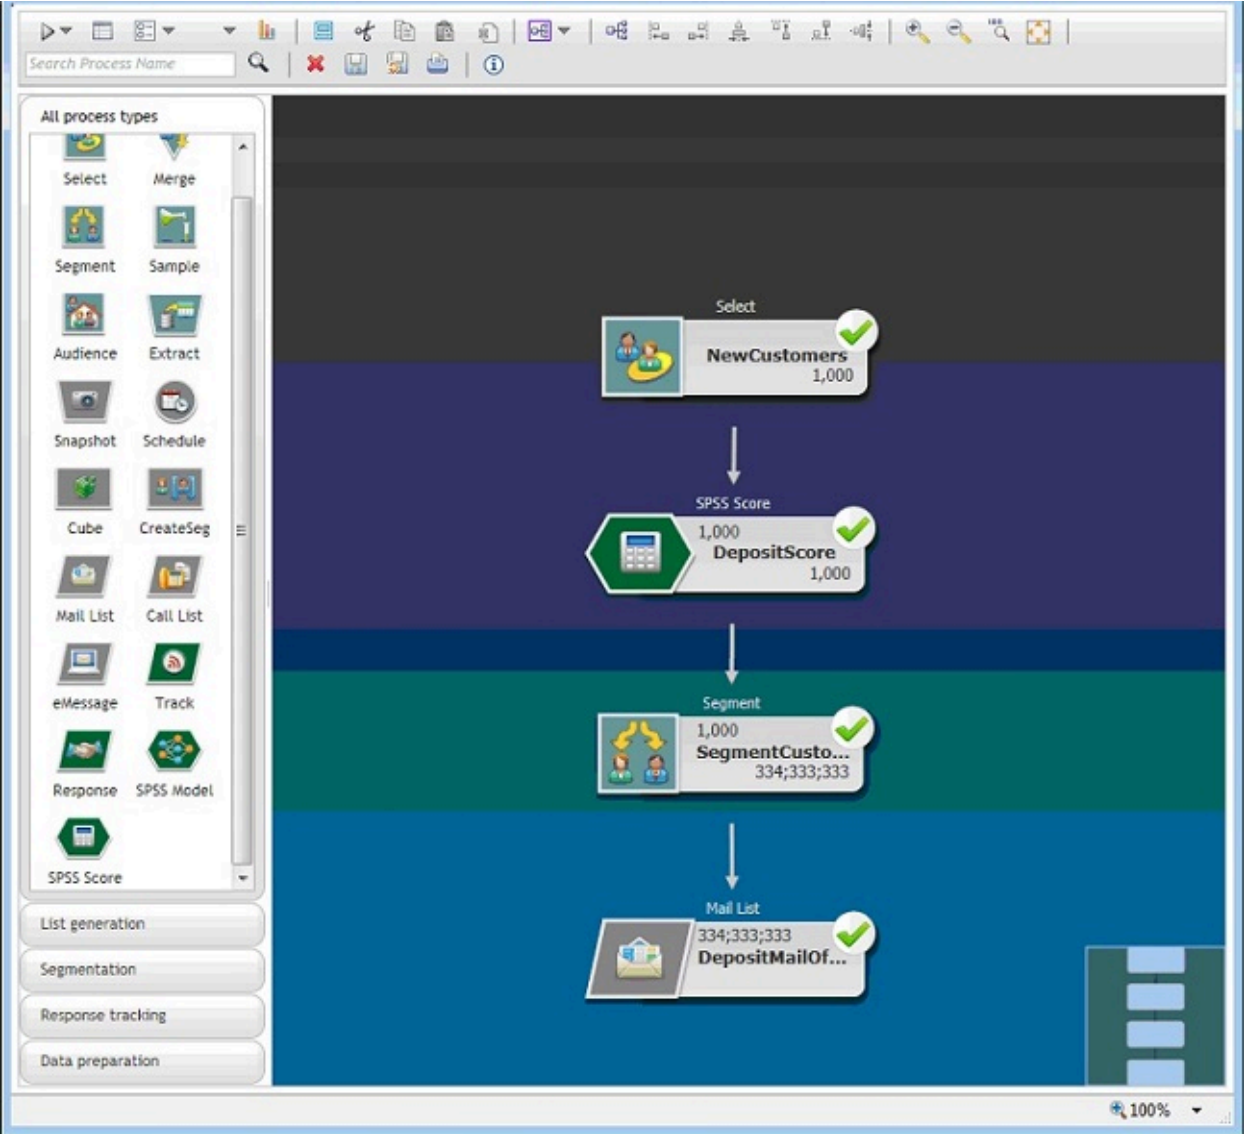 Search Process Name
All process types
Select
Merge
Segment
Sample
Audience
Extract
Snapshot
Schedule
Cube
CreateSeg
Mail List
Call List
eMessage
Track
Response
SPSS Model
SPSS Score
List generation
Segmentation
Response tracking
Data preparation
Select
NewCustomers
1,000
SPSS Score
1,000
DepositScore
1,000
Segment
1,000
SegmentCusto...
334;333;333
Mail List
334;333;333
DepositMailOf...
100%